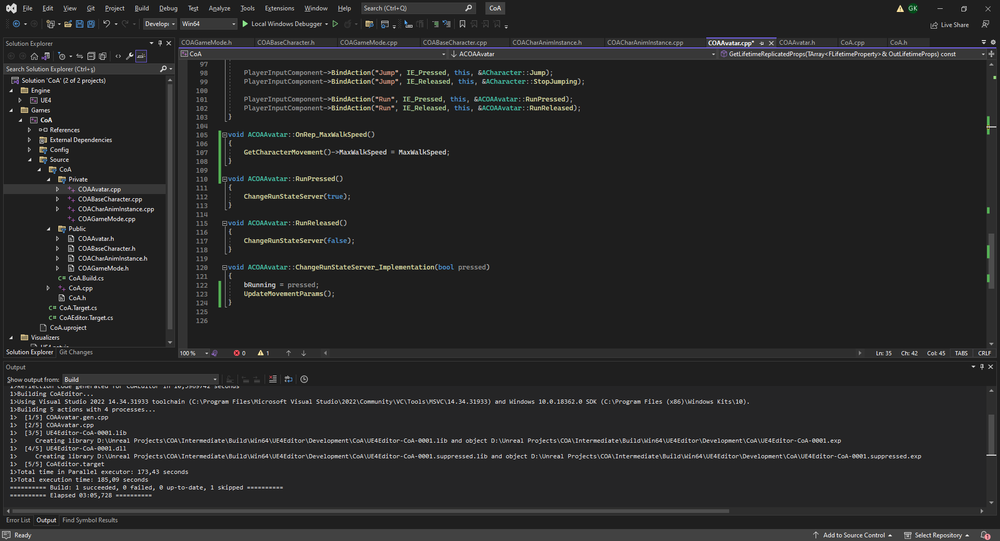 File Edit View Git Project Build Debug Test Analyze Tools Extensions Window Help Search (Ctrl+Q) CoA GK
Develop Win64 Local Windows Debugger Live Share
Solution Explorer
Search Solution Explorer (Ctrl+ş)
Solution 'CoA' (2 of 2 projects)
Engine
UE4
Games
CoA
References
External Dependencies
Config
Source
CoA
Private
COAAvatar.cpp
COABaseCharacter.cpp
COACharAnimInstance.cpp
COAGameMode.cpp
Public
COAAvatar.h
COABaseCharacter.h
COACharAnimInstance.h
COAGameMode.h
C# CoA.Build.cs
CoA.cpp
CoA.h
C# CoA.Target.cs
C# CoAEditor.Target.cs
CoA.uproject
Visualizers
UE4.natvis
Solution Explorer Git Changes
COAGameMode.h COABaseCharacter.h COAGameMode.cpp COABaseCharacter.cpp COACharAnimInstance.h COACharAnimInstance.cpp COAAvatar.cpp* COAAvatar.h CoA.cpp CoA.h
CoA ACOAAvatar GetLifetimeReplicatedProps(TArray<FLifetimeProperty>& OutLifetimeProps) const
97
98 PlayerInputComponent->BindAction("Jump", IE_Pressed, this, &ACharacter::Jump);
99 PlayerInputComponent->BindAction("Jump", IE_Released, this, &ACharacter::StopJumping);
100
101 PlayerInputComponent->BindAction("Run", IE_Pressed, this, &ACOAAvatar::RunPressed);
102 PlayerInputComponent->BindAction("Run", IE_Released, this, &ACOAAvatar::RunReleased);
103 }
104
105 void ACOAAvatar::OnRep_MaxWalkSpeed()
106 {
107 GetCharacterMovement()->MaxWalkSpeed = MaxWalkSpeed;
108 }
109
110 void ACOAAvatar::RunPressed()
111 {
112 ChangeRunStateServer(true);
113 }
114
115 void ACOAAvatar::RunReleased()
116 {
117 ChangeRunStateServer(false);
118 }
119
120 void ACOAAvatar::ChangeRunStateServer_Implementation(bool pressed)
121 {
122 bRunning = pressed;
123 UpdateMovementParams();
124 }
125
126
100 % 0 1 Ln: 35 Ch: 42 Col: 45 TABS CRLF
Output
Show output from: Build
1>Reflection code generated for CoAEditor in 10,5969742 seconds
1>Building CoAEditor...
1>Using Visual Studio 2022 14.34.31933 toolchain (C:\Program Files\Microsoft Visual Studio\2022\Community\VC\Tools\MSVC\14.34.31933) and Windows 10.0.18362.0 SDK (C:\Program Files (x86)\Windows Kits\10).
1>Building 5 actions with 4 processes...
1> [1/5] COAAvatar.gen.cpp
1> [2/5] COAAvatar.cpp
1> [3/5] UE4Editor-CoA-0001.lib
1> Creating library D:\Unreal Projects\COA\Intermediate\Build\Win64\UE4Editor\Development\CoA\UE4Editor-CoA-0001.lib and object D:\Unreal Projects\COA\Intermediate\Build\Win64\UE4Editor\Development\CoA\UE4Editor-CoA-0001.exp
1> [4/5] UE4Editor-CoA-0001.dll
1> Creating library D:\Unreal Projects\COA\Intermediate\Build\Win64\UE4Editor\Development\CoA\UE4Editor-CoA-0001.suppressed.lib and object D:\Unreal Projects\COA\Intermediate\Build\Win64\UE4Editor\Development\CoA\UE4Editor-CoA-0001.suppressed.exp
1> [5/5] CoAEditor.target
1>Total time in Parallel executor: 173,43 seconds
1>Total execution time: 185,09 seconds
========== Build: 1 succeeded, 0 failed, 0 up-to-date, 1 skipped ==========
========== Elapsed 03:05,728 ==========
Error List Output Find Symbol Results
Ready Add to Source Control Select Repository 1